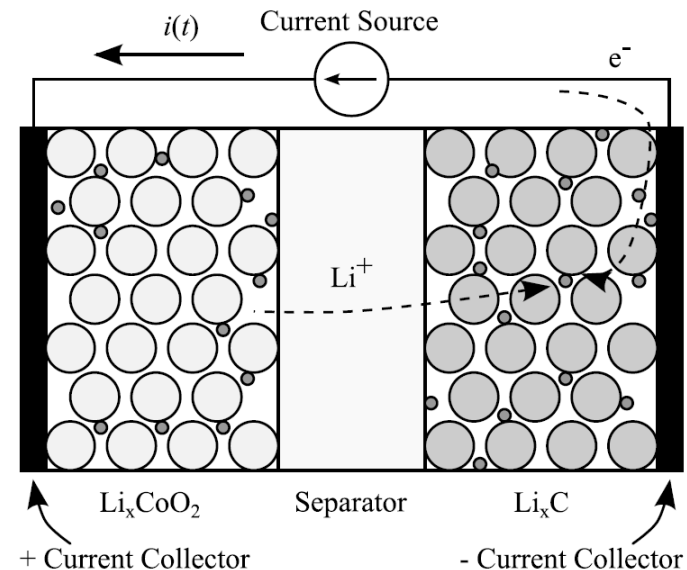 Current Source
i(t)
e⁻
Li⁺
LiₓCoO₂
Separator
LiₓC
+ Current Collector
- Current Collector